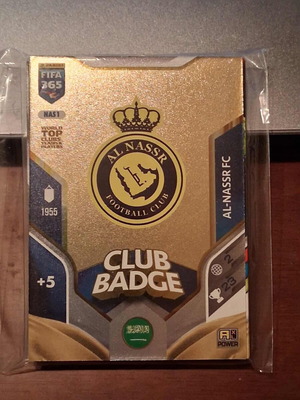 FIFA
365
NAS1
WORLD
TOP
CLUBS
AL NASSR
FOOTBALL CLUB
1955
AL-NASSR FC
CLUB
BADGE
+5
2
23
POWER